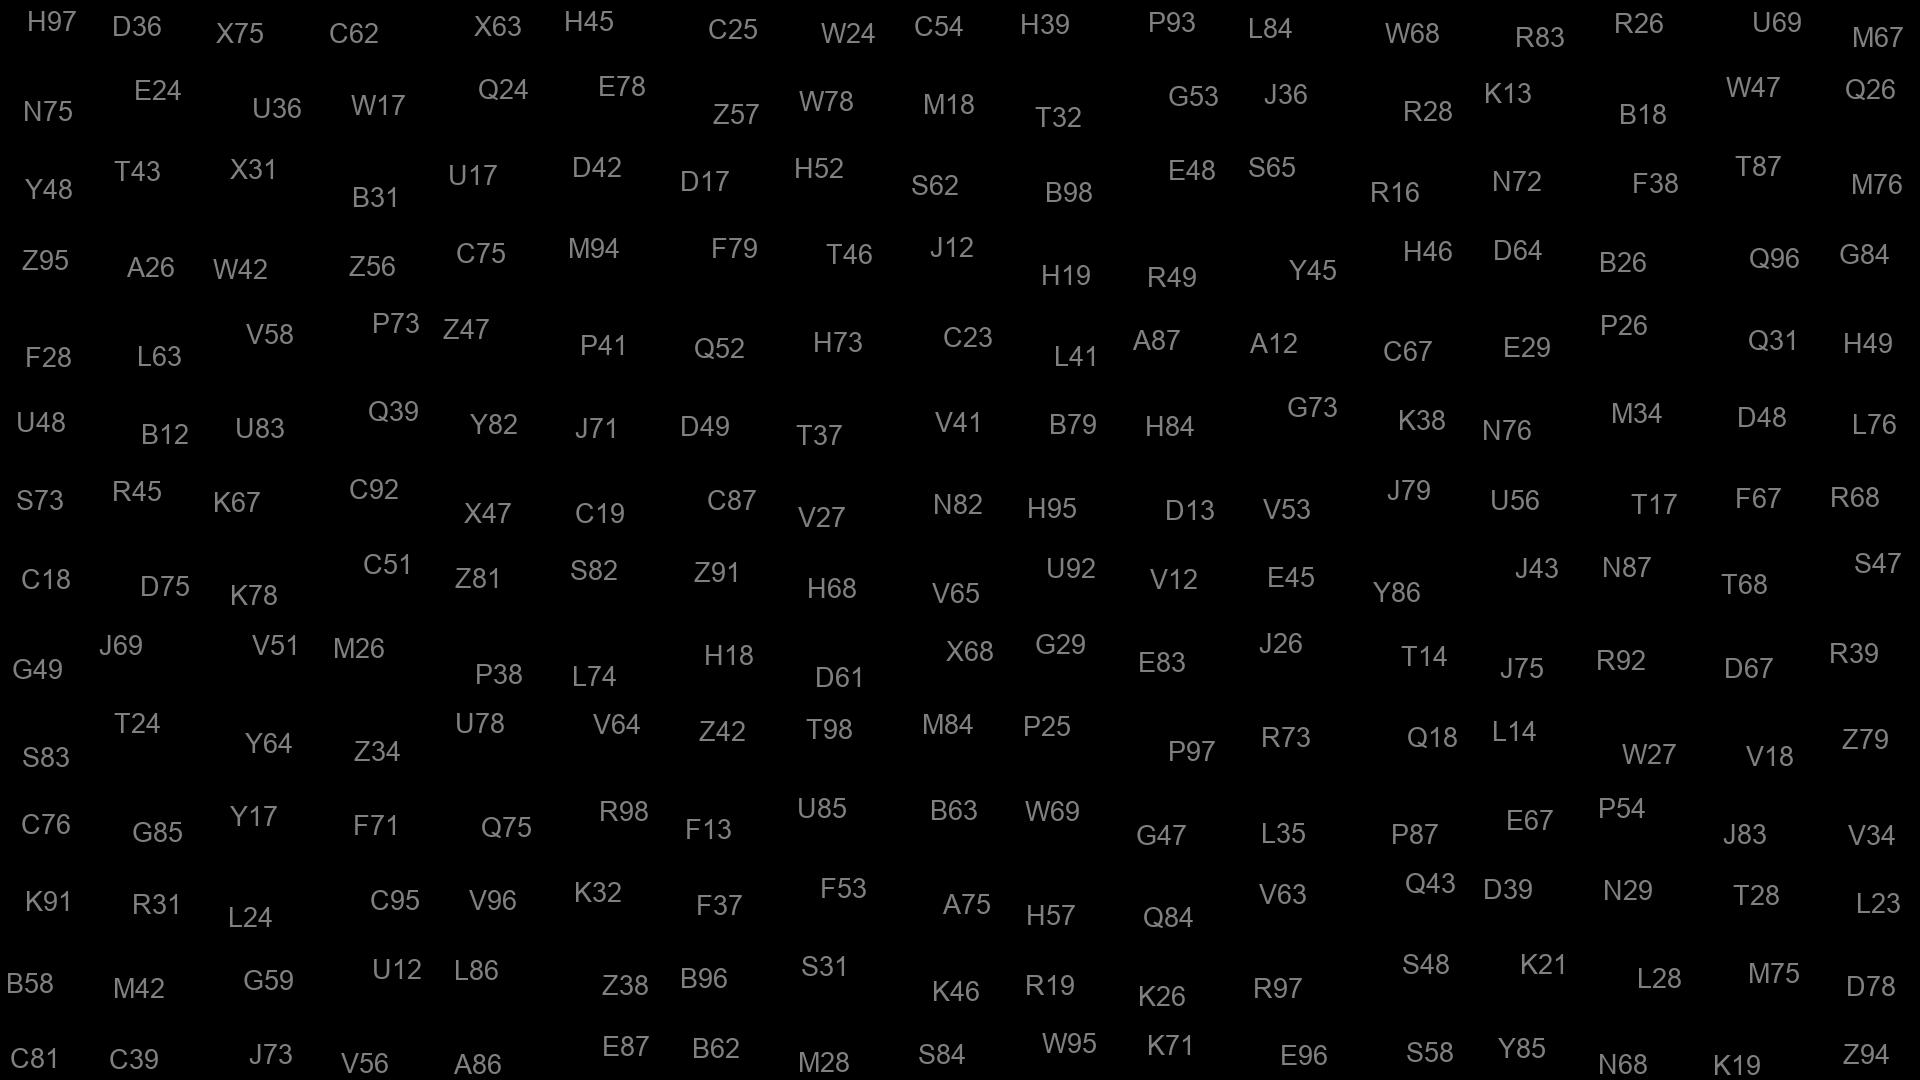 H97 D36 X75 C62 X63 H45 C25 W24 C54 H39 P93 L84 W68 R83 R26 U69 M67
N75 E24 U36 W17 Q24 E78 Z57 W78 M18 T32 G53 J36 R28 K13 B18 W47 Q26
Y48 T43 X31 B31 U17 D42 D17 H52 S62 B98 E48 S65 R16 N72 F38 T87 M76
Z95 A26 W42 Z56 C75 M94 F79 T46 J12 H19 R49 Y45 H46 D64 B26 Q96 G84
F28 L63 V58 P73 Z47 P41 Q52 H73 C23 L41 A87 A12 C67 E29 P26 Q31 H49
U48 B12 U83 Q39 Y82 J71 D49 T37 V41 B79 H84 G73 K38 N76 M34 D48 L76
S73 R45 K67 C92 X47 C19 C87 V27 N82 H95 D13 V53 J79 U56 T17 F67 R68
C18 D75 K78 C51 Z81 S82 Z91 H68 V65 U92 V12 E45 Y86 J43 N87 T68 S47
G49 J69 V51 M26 P38 L74 H18 D61 X68 G29 E83 J26 T14 J75 R92 D67 R39
S83 T24 Y64 Z34 U78 V64 Z42 T98 M84 P25 P97 R73 Q18 L14 W27 V18 Z79
C76 G85 Y17 F71 Q75 R98 F13 U85 B63 W69 G47 L35 P87 E67 P54 J83 V34
K91 R31 L24 C95 V96 K32 F37 F53 A75 H57 Q84 V63 Q43 D39 N29 T28 L23
B58 M42 G59 U12 L86 Z38 B96 S31 K46 R19 K26 R97 S48 K21 L28 M75 D78
C81 C39 J73 V56 A86 E87 B62 M28 S84 W95 K71 E96 S58 Y85 N68 K19 Z94